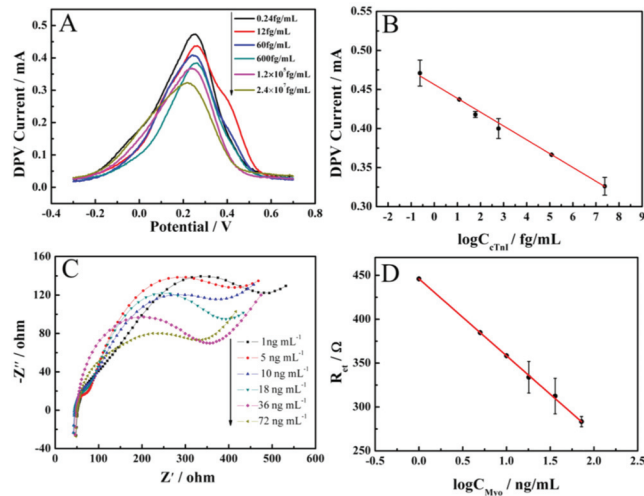 A
0.24fg/mL
12fg/mL
60fg/mL
600fg/mL
1.2×10⁵fg/mL
2.4×10⁷fg/mL
DPV Current / mA
0.5
0.4
0.3
0.2
0.1
0.0
-0.4 -0.2 0.0 0.2 0.4 0.6 0.8
Potential / V
B
DPV Current / mA
0.50
0.45
0.40
0.35
0.30
-2 -1 0 1 2 3 4 5 6 7 8 9
logC_cTnI / fg/mL
C
-Z″ / ohm
140
120
80
40
0
-40
0 100 200 300 400 500 600
Z′ / ohm
1ng mL⁻¹
5 ng mL⁻¹
10 ng mL⁻¹
18 ng mL⁻¹
36 ng mL⁻¹
72 ng mL⁻¹
D
R_et / Ω
450
400
350
300
250
-0.5 0.0 0.5 1.0 1.5 2.0 2.5
logC_Myo / ng/mL